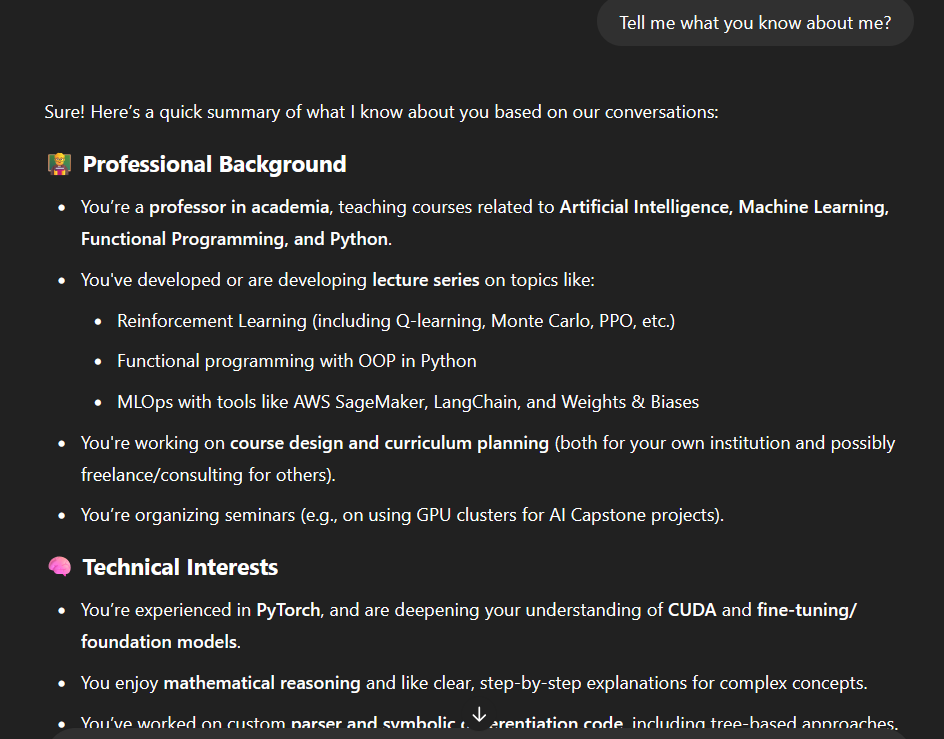 Tell me what you know about me?
Sure! Here's a quick summary of what I know about you based on our conversations:
Professional Background
• You're a professor in academia, teaching courses related to Artificial Intelligence, Machine Learning,
Functional Programming, and Python.
• You've developed or are developing lecture series on topics like:
• Reinforcement Learning (including Q-learning, Monte Carlo, PPO, etc.)
• Functional programming with OOP in Python
• MLOps with tools like AWS SageMaker, LangChain, and Weights & Biases
• You're working on course design and curriculum planning (both for your own institution and possibly
freelance/consulting for others).
• You're organizing seminars (e.g., on using GPU clusters for AI Capstone projects).
Technical Interests
• You're experienced in PyTorch, and are deepening your understanding of CUDA and fine-tuning/
foundation models.
• You enjoy mathematical reasoning and like clear, step-by-step explanations for complex concepts.
• You've worked on custom parser and symbolic code, including tree-based approaches.